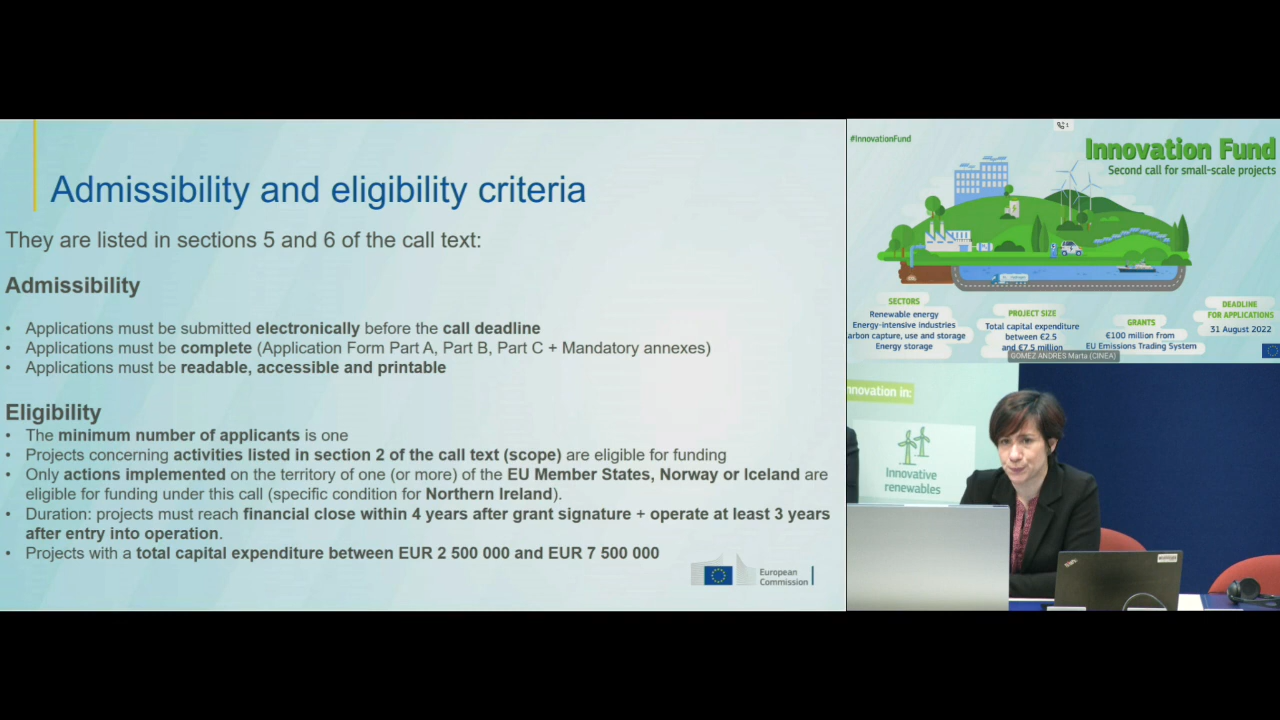 Admissibility and eligibility criteria
They are listed in sections 5 and 6 of the call text:
Admissibility
• Applications must be submitted electronically before the call deadline
• Applications must be complete (Application Form Part A, Part B, Part C + Mandatory annexes)
• Applications must be readable, accessible and printable
Eligibility
• The minimum number of applicants is one
• Projects concerning activities listed in section 2 of the call text (scope) are eligible for funding
• Only actions implemented on the territory of one (or more) of the EU Member States, Norway or Iceland are
eligible for funding under this call (specific condition for Northern Ireland).
• Duration: projects must reach financial close within 4 years after grant signature + operate at least 3 years
after entry into operation.
• Projects with a total capital expenditure between EUR 2 500 000 and EUR 7 500 000
European
Commission
#InnovationFund
Innovation Fund
Second call for small-scale projects
SECTORS
Renewable energy
Energy-intensive industries
arbon capture, use and storage
Energy storage
PROJECT SIZE
Total capital expenditure
between €2.5
and €7.5 million
GRANTS
€100 million from
EU Emissions Trading System
DEADLINE
FOR APPLICATIONS
31 August 2022
GOMEZ ANDRES Marta (CINEA)
nnovation in:
Innovative
renewables